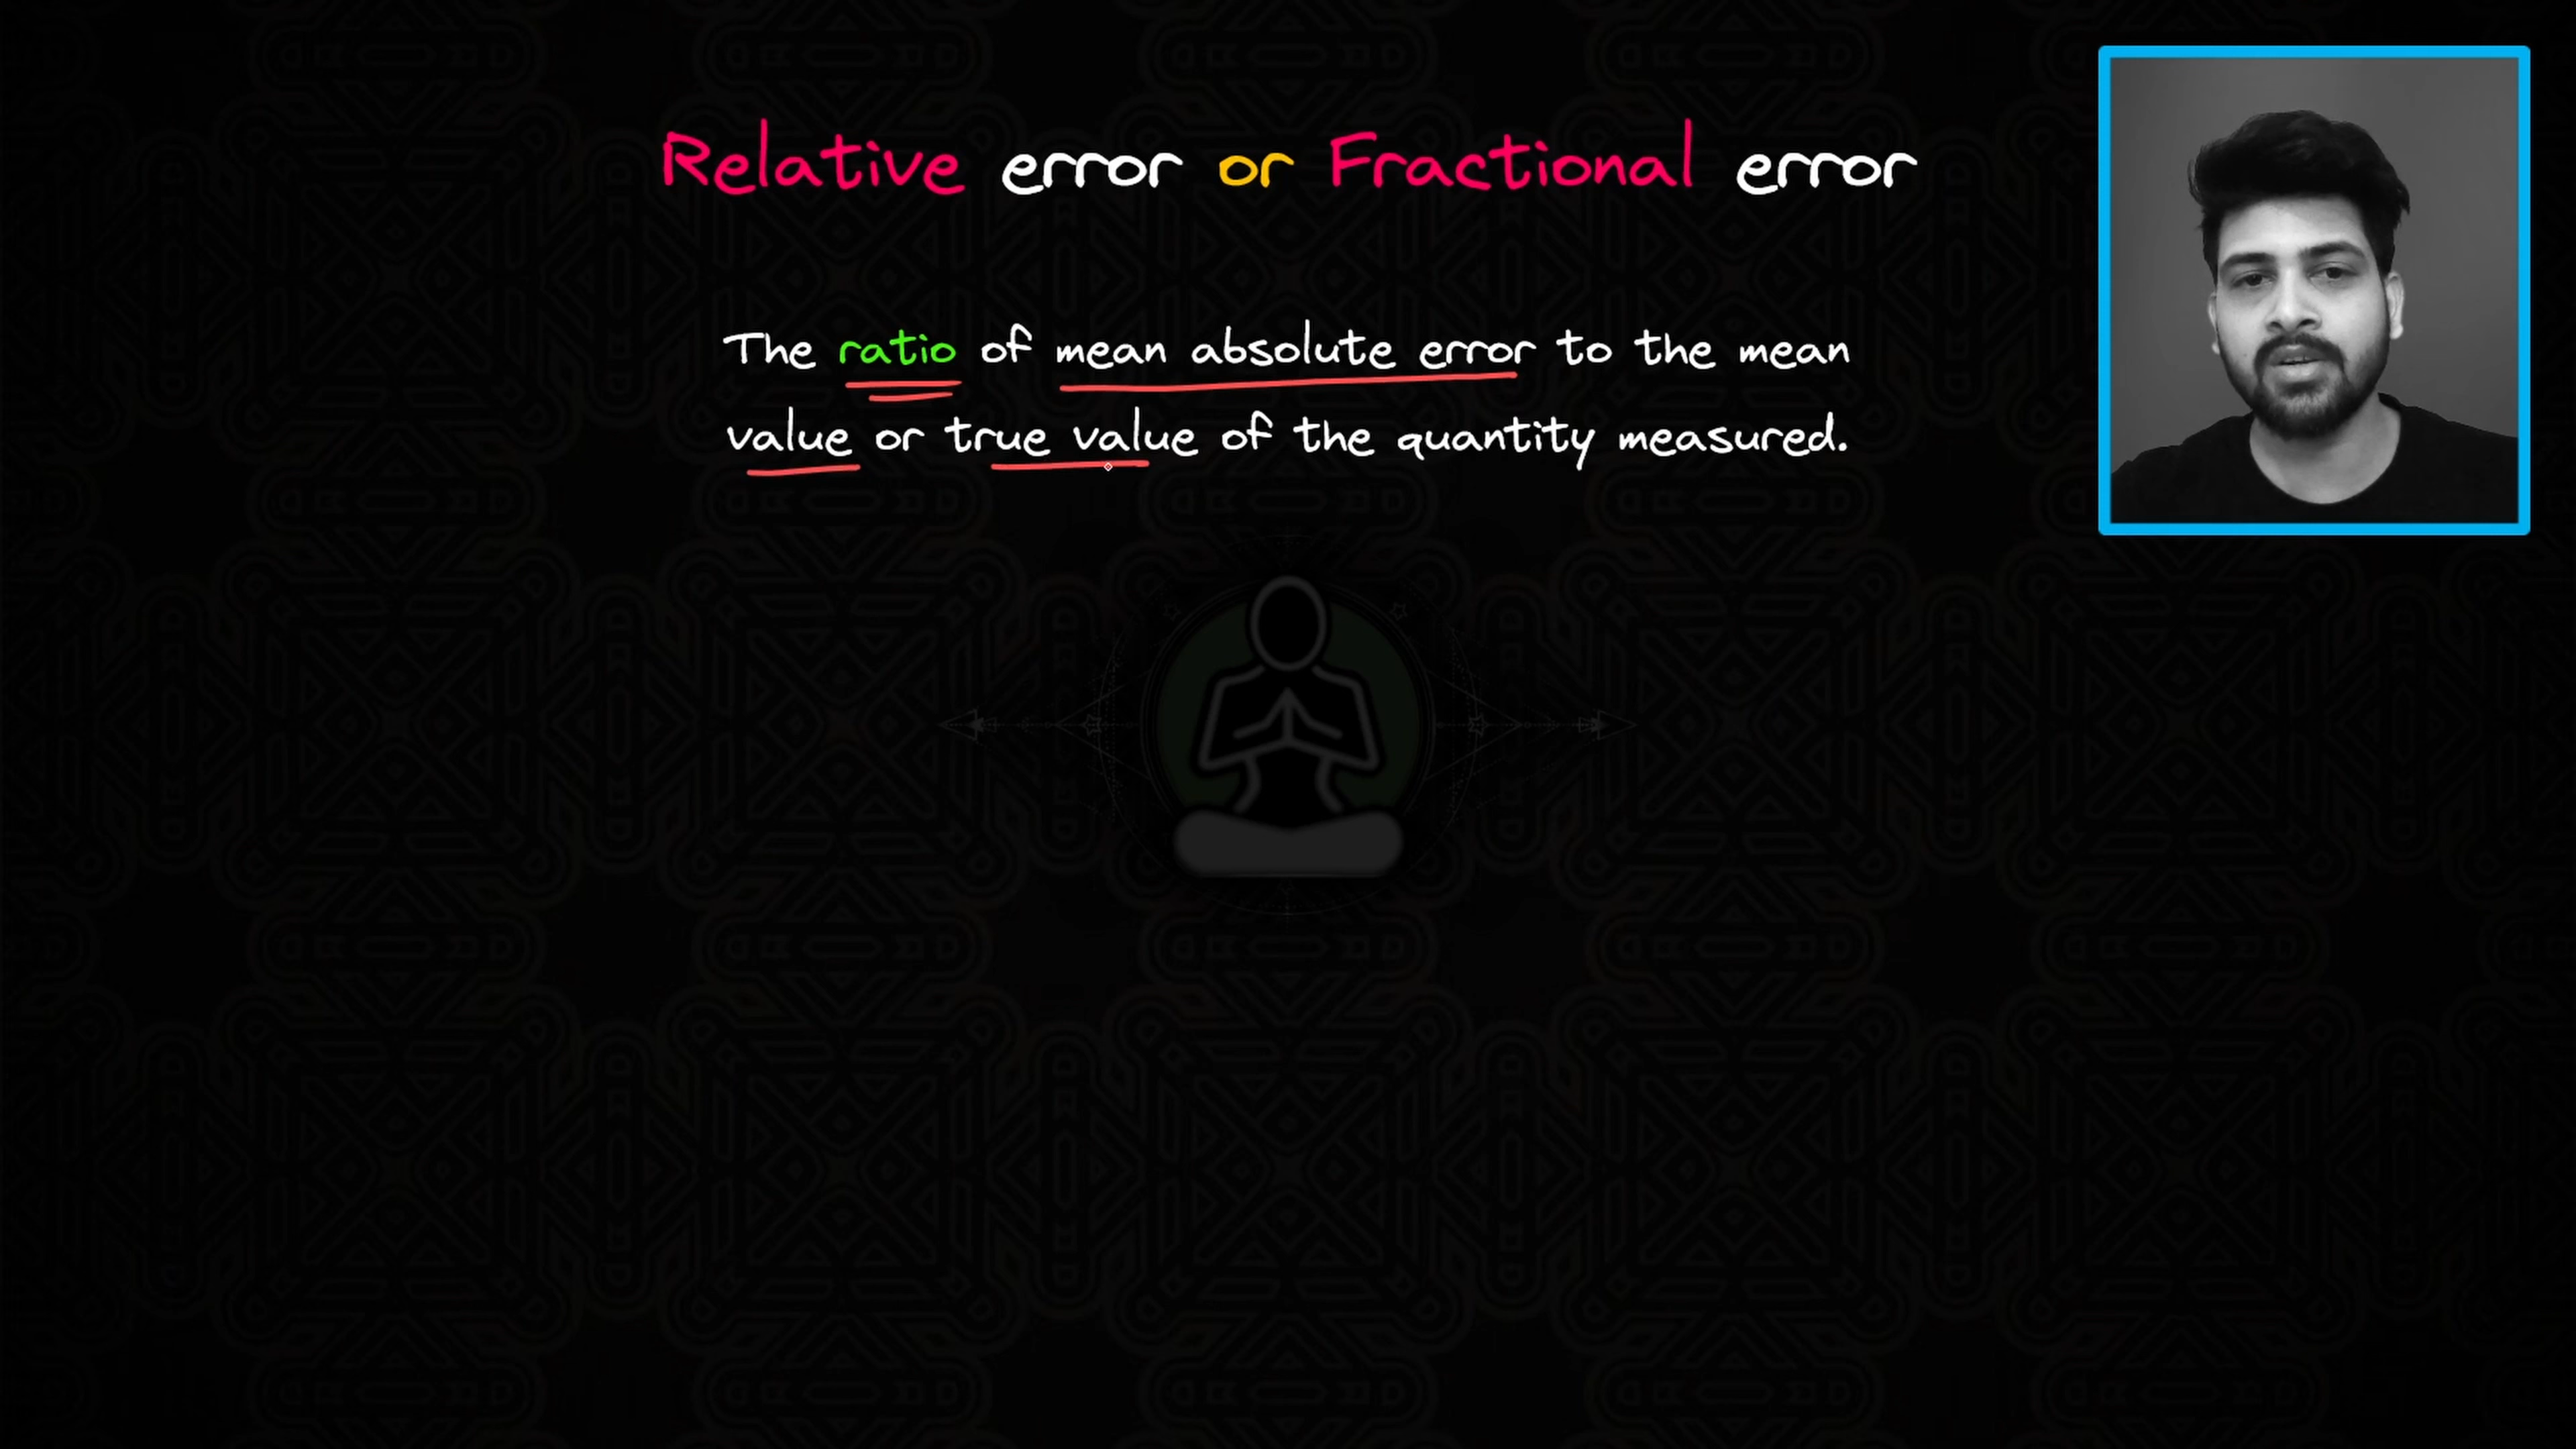 Relative error or Fractional error
The ratio of mean absolute error to the mean
value or true value of the quantity measured.